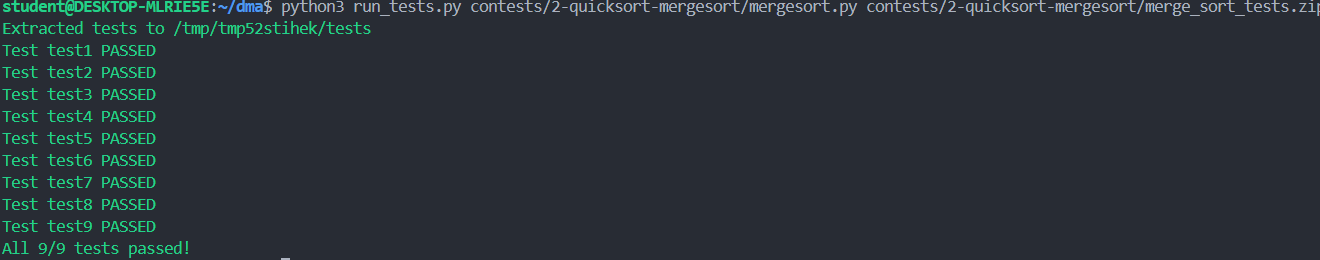 student@DESKTOP-MLRIE5E:~/dma$ python3 run_tests.py contests/2-quicksort-mergesort/mergesort.py contests/2-quicksort-mergesort/merge_sort_tests.zip
Extracted tests to /tmp/tmp52stihek/tests
Test test1 PASSED
Test test2 PASSED
Test test3 PASSED
Test test4 PASSED
Test test5 PASSED
Test test6 PASSED
Test test7 PASSED
Test test8 PASSED
Test test9 PASSED
All 9/9 tests passed!